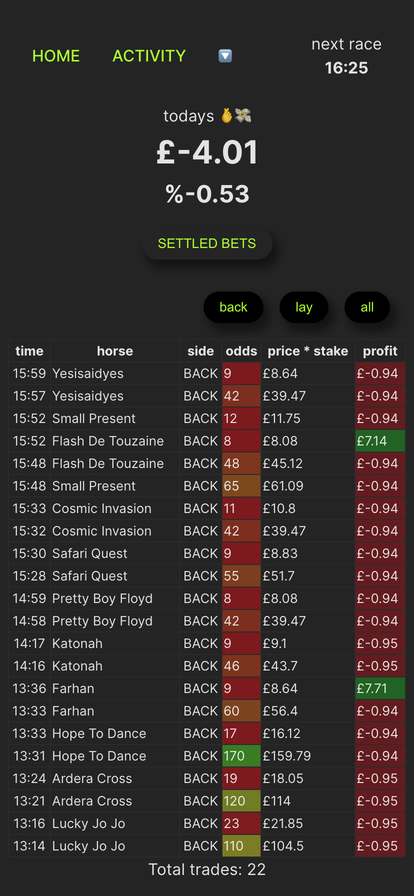 HOME ACTIVITY 🔽 next race
16:25
todays 🫰💸
£-4.01
%-0.53
SETTLED BETS
back lay all
time horse side odds price * stake profit
15:59 Yesisaidyes BACK 9 £8.64 £-0.94
15:57 Yesisaidyes BACK 42 £39.47 £-0.94
15:52 Small Present BACK 12 £11.75 £-0.94
15:52 Flash De Touzaine BACK 8 £8.08 £7.14
15:48 Flash De Touzaine BACK 48 £45.12 £-0.94
15:48 Small Present BACK 65 £61.09 £-0.94
15:33 Cosmic Invasion BACK 11 £10.8 £-0.94
15:32 Cosmic Invasion BACK 42 £39.47 £-0.94
15:30 Safari Quest BACK 9 £8.83 £-0.94
15:28 Safari Quest BACK 55 £51.7 £-0.94
14:59 Pretty Boy Floyd BACK 8 £8.08 £-0.94
14:58 Pretty Boy Floyd BACK 42 £39.47 £-0.94
14:17 Katonah BACK 9 £9.1 £-0.95
14:16 Katonah BACK 46 £43.7 £-0.95
13:36 Farhan BACK 9 £8.64 £7.71
13:33 Farhan BACK 60 £56.4 £-0.94
13:33 Hope To Dance BACK 17 £16.12 £-0.94
13:31 Hope To Dance BACK 170 £159.79 £-0.94
13:24 Ardera Cross BACK 19 £18.05 £-0.95
13:21 Ardera Cross BACK 120 £114 £-0.95
13:16 Lucky Jo Jo BACK 23 £21.85 £-0.95
13:14 Lucky Jo Jo BACK 110 £104.5 £-0.95
Total trades: 22